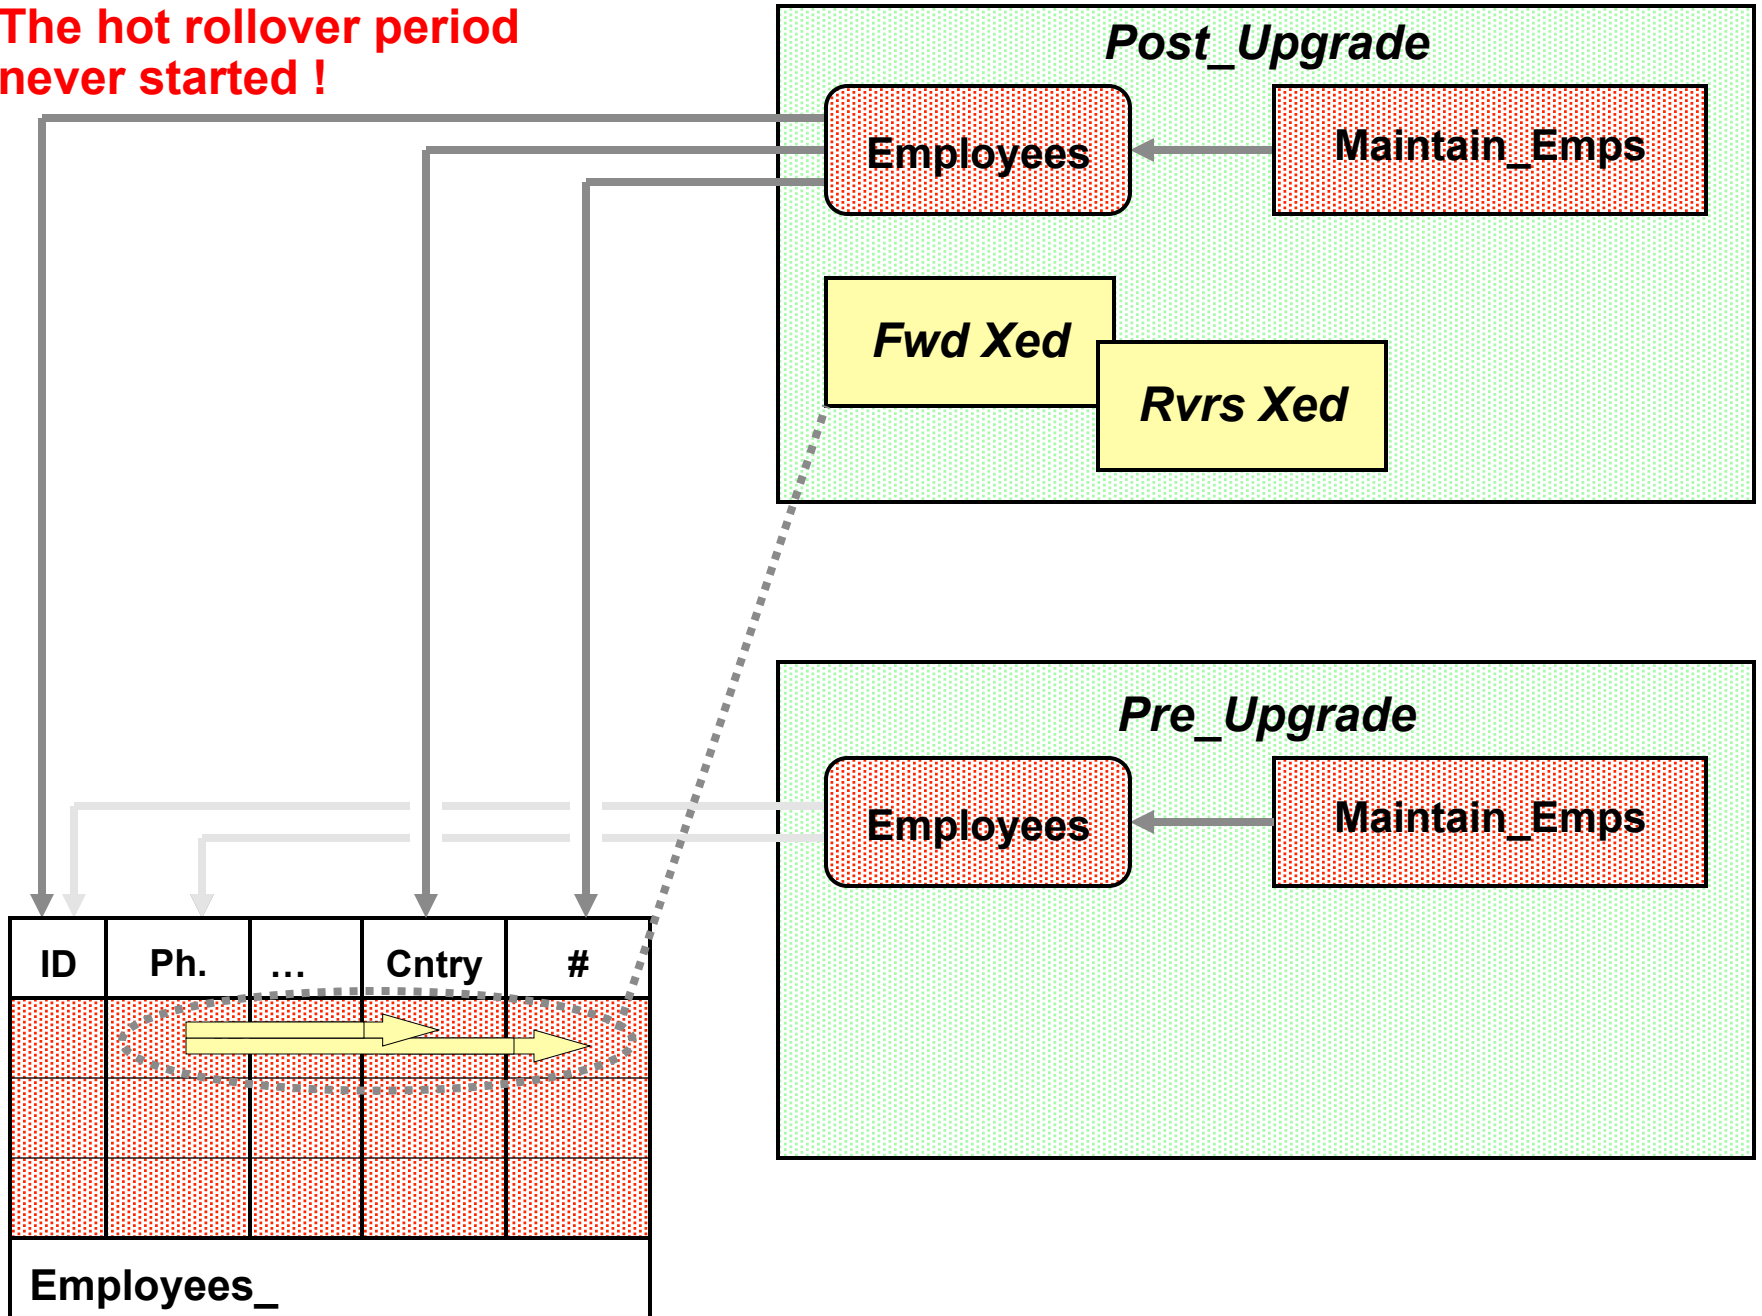 The hot rollover period
never started !
Post_Upgrade
Employees
Maintain_Emps
Fwd Xed
Rvrs Xed
Pre_Upgrade
Employees
Maintain_Emps
ID Ph. … Cntry #
Employees_